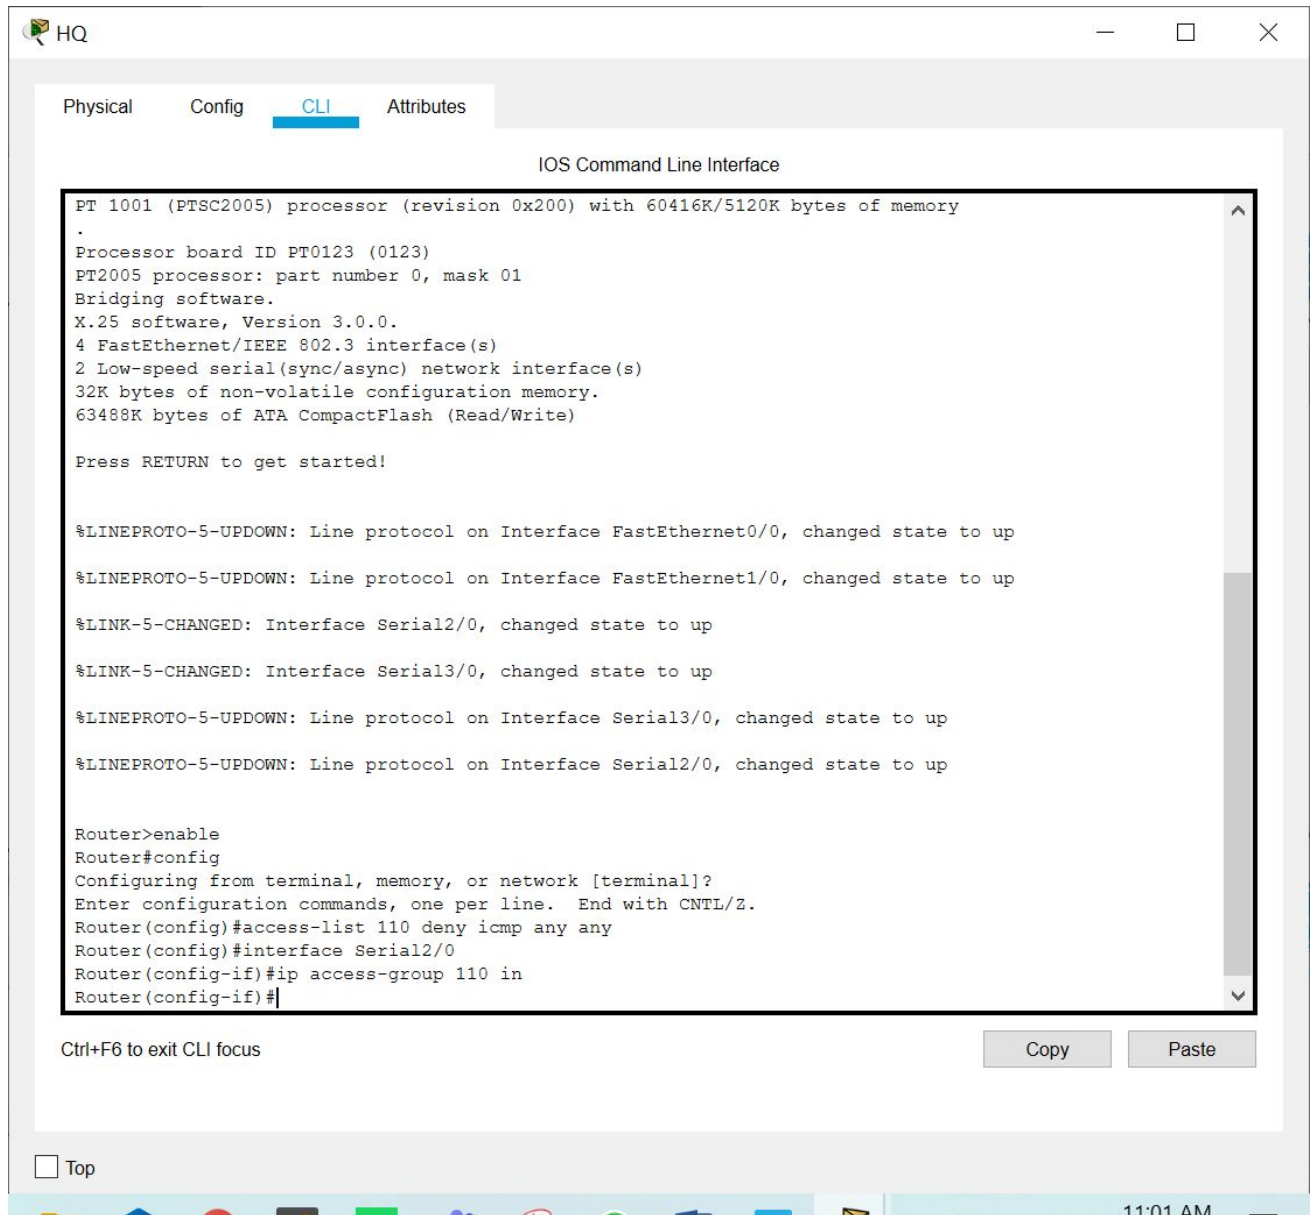 HQ
Physical Config CLI Attributes
IOS Command Line Interface
PT 1001 (PTSC2005) processor (revision 0x200) with 60416K/5120K bytes of memory
.
Processor board ID PT0123 (0123)
PT2005 processor: part number 0, mask 01
Bridging software.
X.25 software, Version 3.0.0.
4 FastEthernet/IEEE 802.3 interface(s)
2 Low-speed serial(sync/async) network interface(s)
32K bytes of non-volatile configuration memory.
63488K bytes of ATA CompactFlash (Read/Write)
Press RETURN to get started!
%LINEPROTO-5-UPDOWN: Line protocol on Interface FastEthernet0/0, changed state to up
%LINEPROTO-5-UPDOWN: Line protocol on Interface FastEthernet1/0, changed state to up
%LINK-5-CHANGED: Interface Serial2/0, changed state to up
%LINK-5-CHANGED: Interface Serial3/0, changed state to up
%LINEPROTO-5-UPDOWN: Line protocol on Interface Serial3/0, changed state to up
%LINEPROTO-5-UPDOWN: Line protocol on Interface Serial2/0, changed state to up
Router>enable
Router#config
Configuring from terminal, memory, or network [terminal]?
Enter configuration commands, one per line.  End with CNTL/Z.
Router(config)#access-list 110 deny icmp any any
Router(config)#interface Serial2/0
Router(config-if)#ip access-group 110 in
Router(config-if)#
Ctrl+F6 to exit CLI focus
Copy Paste
Top
11:01 AM